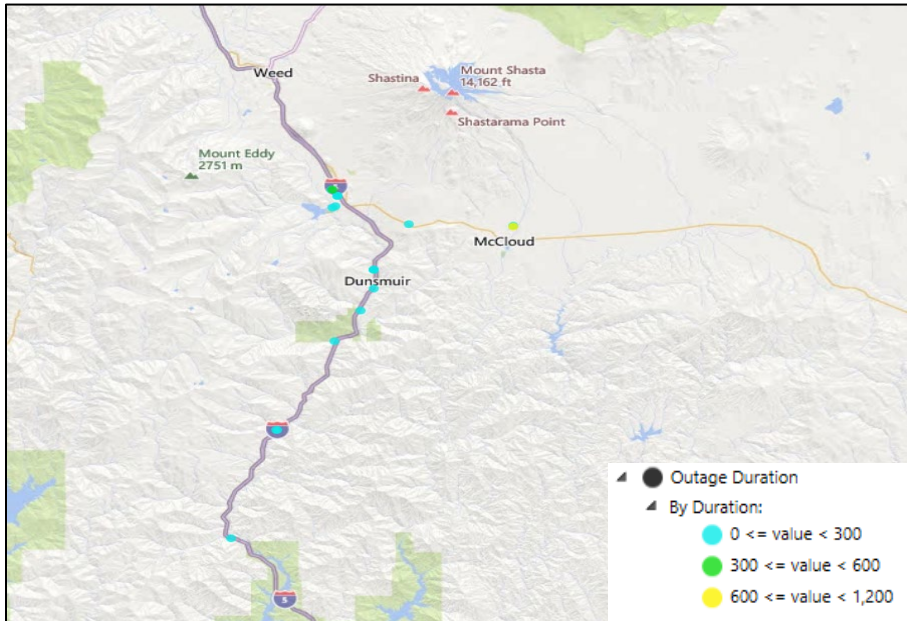 Weed
Shastina
Mount Shasta
14,162 ft
Shastarama Point
Mount Eddy
2751 m
McCloud
Dunsmuir
5
Outage Duration
By Duration:
0 <= value < 300
300 <= value < 600
600 <= value < 1,200